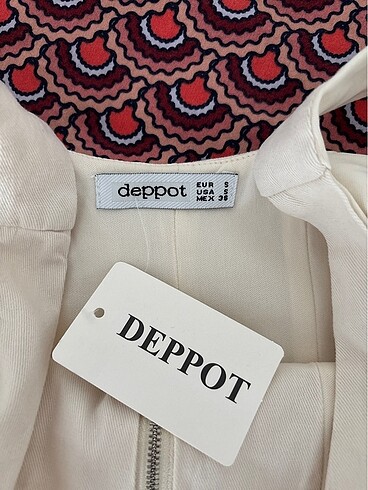 deppot
EUR S
USA S
MEX 36
DEPPOT